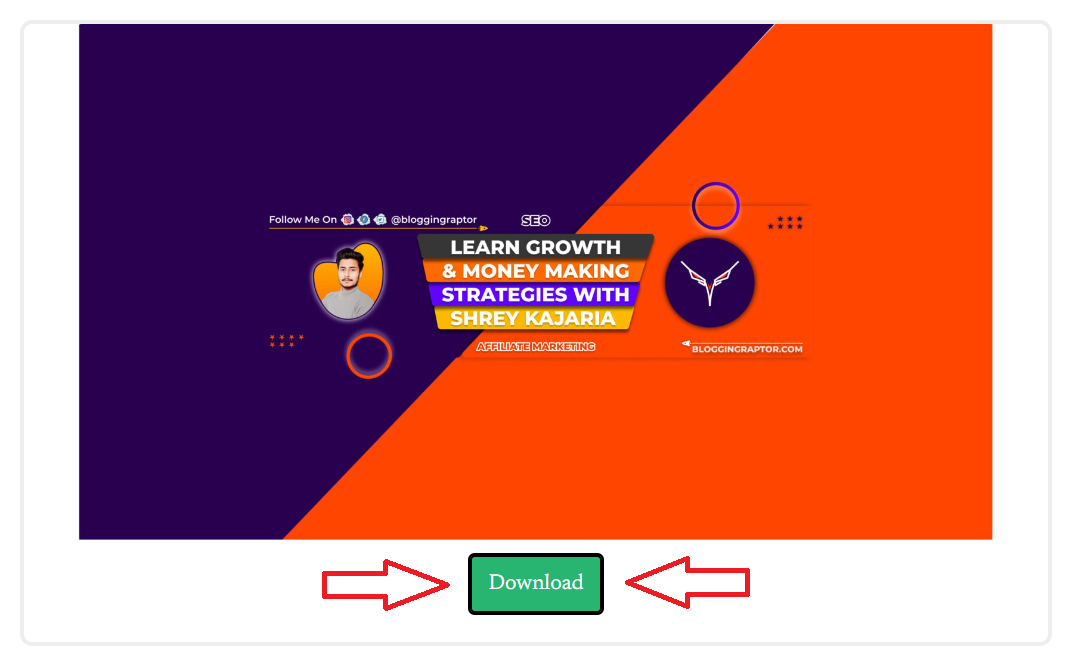 Follow Me On @bloggingraptor
SEO
LEARN GROWTH
& MONEY MAKING
STRATEGIES WITH
SHREY KAJARIA
AFFILIATE MARKETING
BLOGGINGRAPTOR.COM
Download